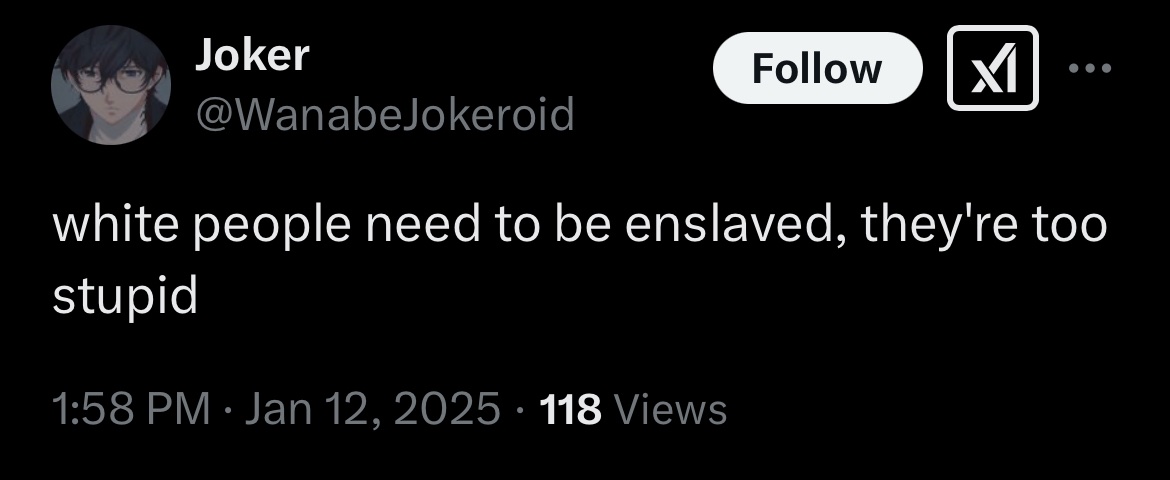 Joker
Follow
@WanabeJokeroid
white people need to be enslaved, they're too
stupid
1:58 PM · Jan 12, 2025 · 118 Views